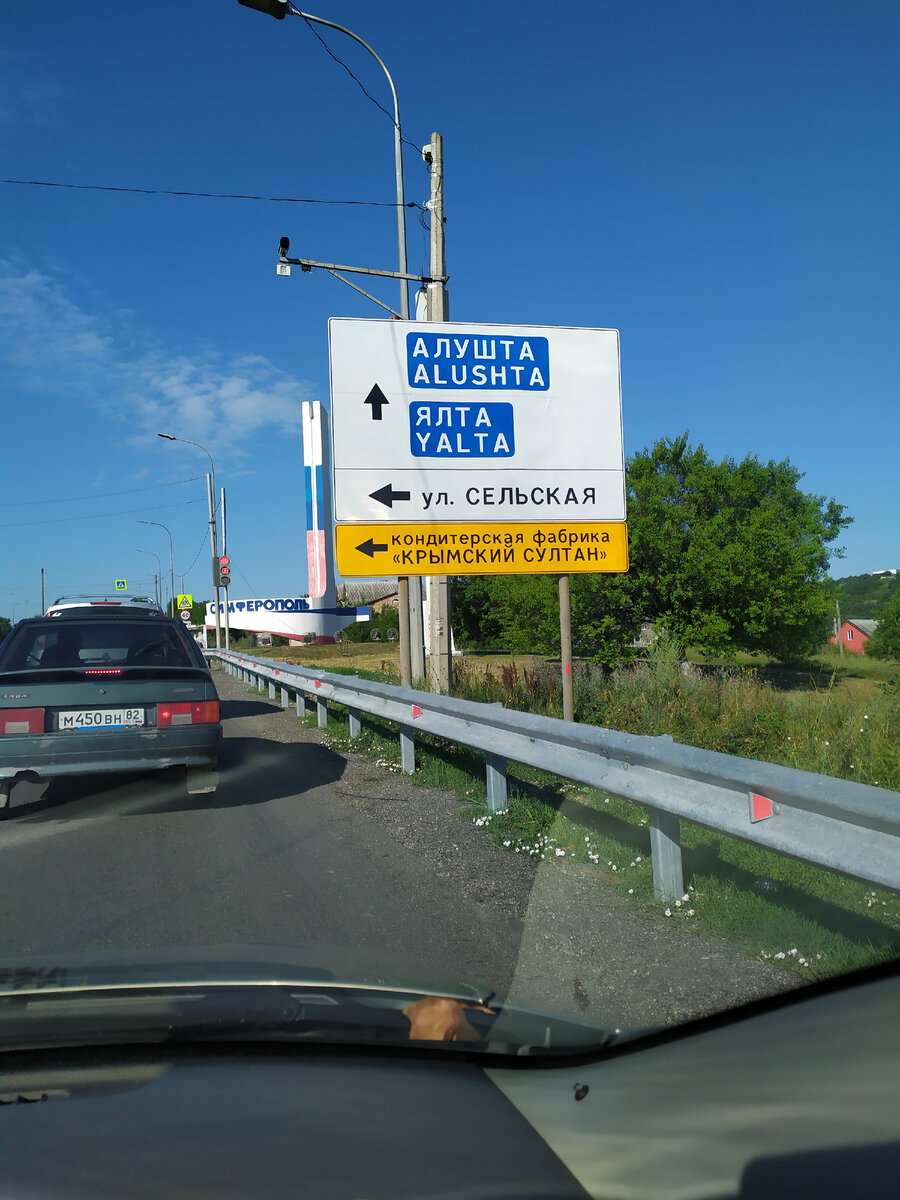 АЛУШТА
ALUSHTA
ЯЛТА
YALTA
ул. СЕЛЬСКАЯ
кондитерская фабрика
«КРЫМСКИЙ СУЛТАН»
СИМФЕРОПОЛЬ
М450ВН 82